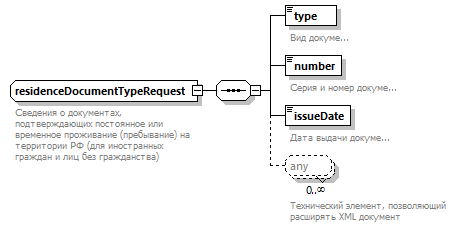 type
Вид докуме...
number
Серия и номер докуме...
residenceDocumentTypeRequest
issueDate
Сведения о документах,
подтверждающих постоянное или
временное проживание (пребывание) на
территории РФ (для иностранных
граждан и лиц без гражданства)
Дата выдачи докуме...
any
0..∞
Технический элемент, позволяющий
расширять XML документ